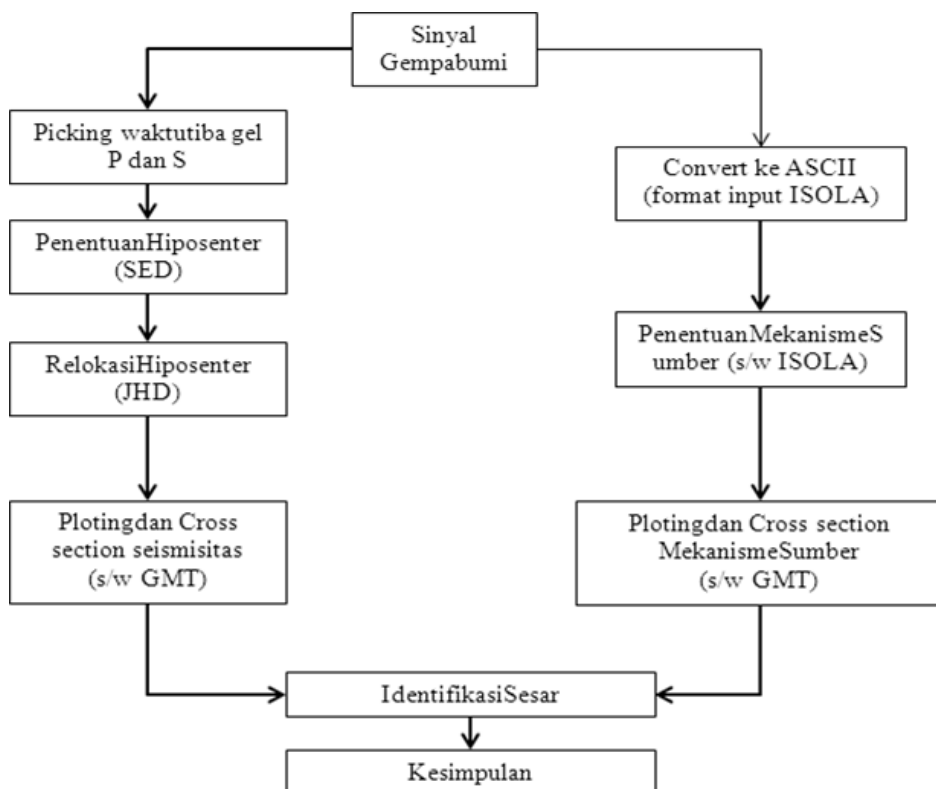 Sinyal
Gempabumi
Picking waktutiba gel
P dan S
PenentuanHiposenter
(SED)
RelokasiHiposenter
(JHD)
Plotingdan Cross
section seismisitas
(s/w GMT)
Convert ke ASCII
(format input ISOLA)
PenentuanMekanismeS
umber (s/w ISOLA)
Plotingdan Cross section
MekanismeSumber
(s/w GMT)
IdentifikasiSesar
Kesimpulan